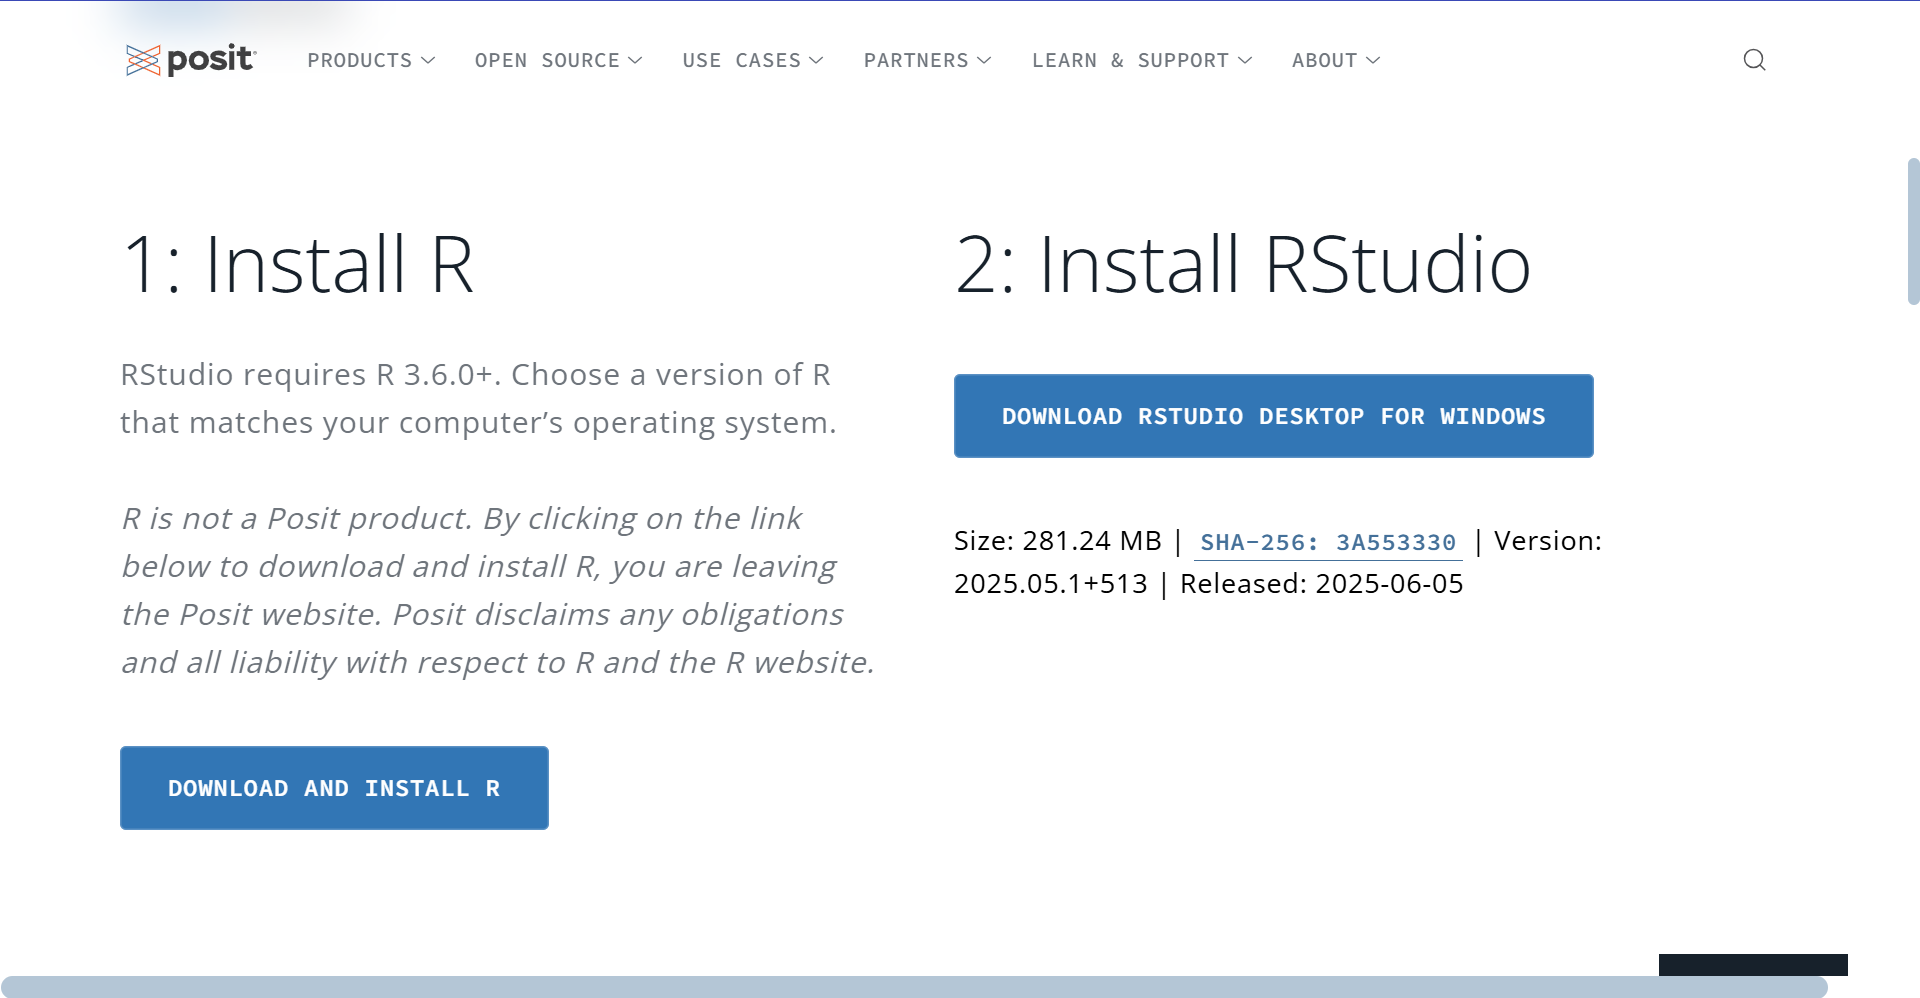 posit
PRODUCTS
OPEN SOURCE
USE CASES
PARTNERS
LEARN & SUPPORT
ABOUT
1: Install R
RStudio requires R 3.6.0+. Choose a version of R
that matches your computer’s operating system.
R is not a Posit product. By clicking on the link
below to download and install R, you are leaving
the Posit website. Posit disclaims any obligations
and all liability with respect to R and the R website.
DOWNLOAD AND INSTALL R
2: Install RStudio
DOWNLOAD RSTUDIO DESKTOP FOR WINDOWS
Size: 281.24 MB | SHA-256: 3A553330 | Version:
2025.05.1+513 | Released: 2025-06-05